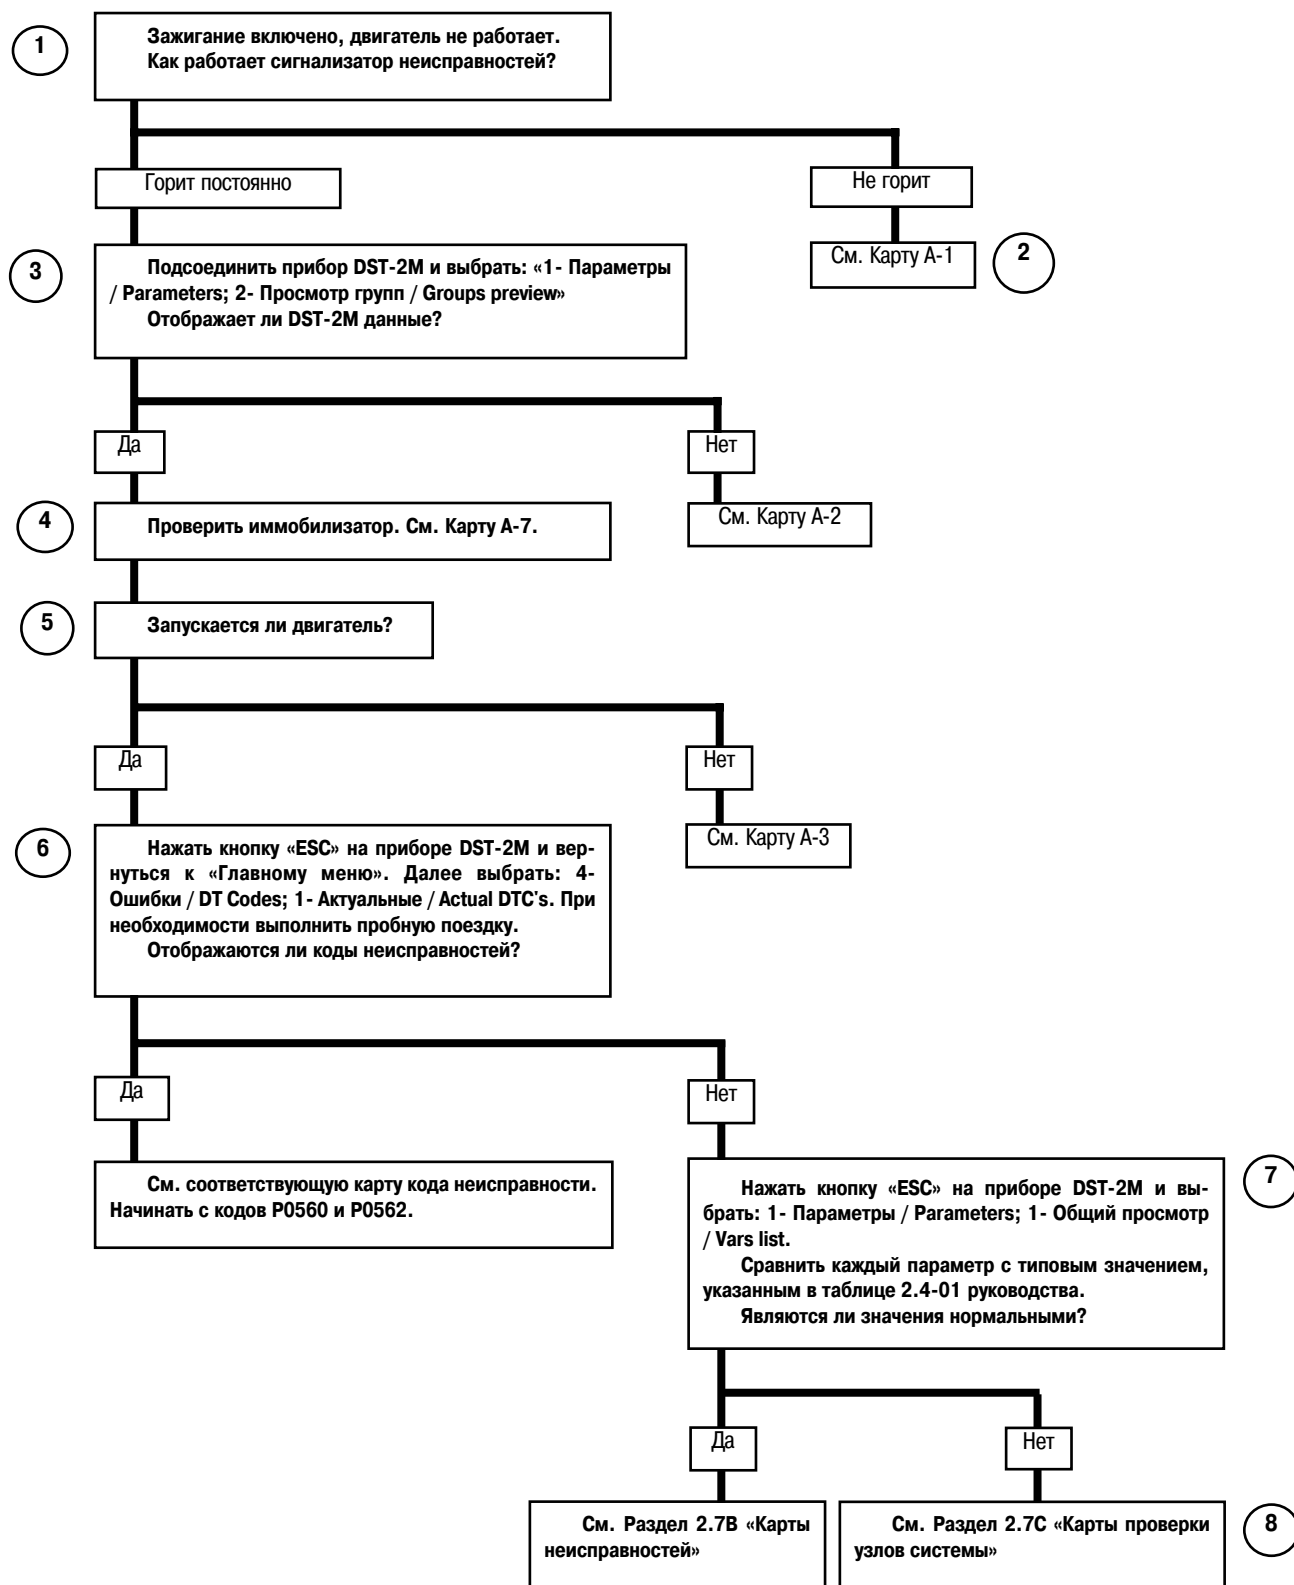 1
Зажигание включено, двигатель не работает.
Как работает сигнализатор неисправностей?
Горит постоянно
Не горит
3
Подсоединить прибор DST-2M и выбрать: «1- Параметры
/ Parameters; 2- Просмотр групп / Groups preview»
Отображает ли DST-2M данные?
См. Карту А-1
2
Да
Нет
4
Проверить иммобилизатор. См. Карту А-7.
См. Карту А-2
5
Запускается ли двигатель?
Да
Нет
6
Нажать кнопку «ESC» на приборе DST-2M и вер-
нуться к «Главному меню». Далее выбрать: 4-
Ошибки / DT Codes; 1- Актуальные / Actual DTC's. При
необходимости выполнить пробную поездку.
Отображаются ли коды неисправностей?
См. Карту А-3
Да
Нет
См. соответствующую карту кода неисправности.
Начинать с кодов Р0560 и Р0562.
7
Нажать кнопку «ESC» на приборе DST-2M и вы-
брать: 1- Параметры / Parameters; 1- Общий просмотр
/ Vars list.
Сравнить каждый параметр с типовым значением,
указанным в таблице 2.4-01 руководства.
Являются ли значения нормальными?
Да
Нет
См. Раздел 2.7В «Карты
неисправностей»
См. Раздел 2.7С «Карты проверки
узлов системы»
8